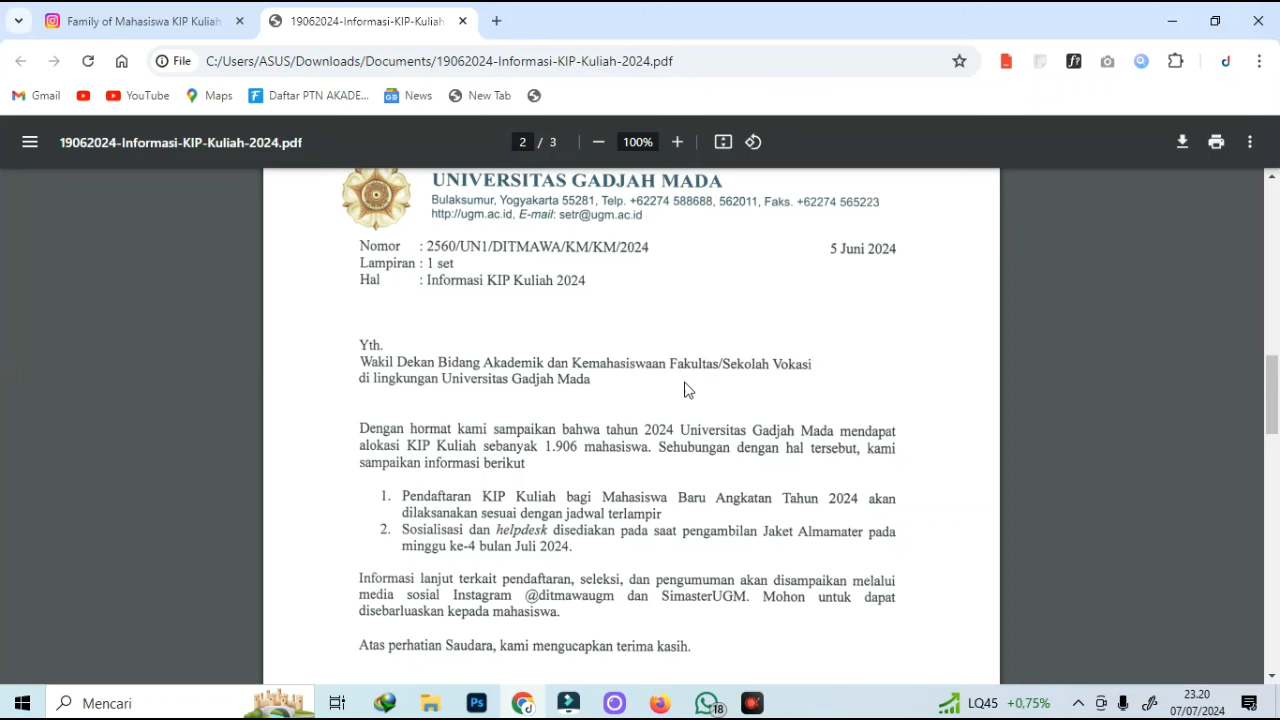 Family of Mahasiswa KIP Kuliah
19062024-Informasi-KIP-Kuliah
File
C:/Users/ASUS/Downloads/Documents/19062024-Informasi-KIP-Kuliah-2024.pdf
Gmail
YouTube
Maps
Daftar PTN AKADE...
News
New Tab
19062024-Informasi-KIP-Kuliah-2024.pdf
2 / 3
100%
UNIVERSITAS GADJAH MADA
Bulaksumur, Yogyakarta 55281, Telp. +62274 588688, 562011, Faks. +62274 565223
http://ugm.ac.id, E-mail: setr@ugm.ac.id
Nomor : 2560/UN1/DITMAWA/KM/KM/2024 5 Juni 2024
Lampiran : 1 set
Hal : Informasi KIP Kuliah 2024
Yth.
Wakil Dekan Bidang Akademik dan Kemahasiswaan Fakultas/Sekolah Vokasi
di lingkungan Universitas Gadjah Mada
Dengan hormat kami sampaikan bahwa tahun 2024 Universitas Gadjah Mada mendapat
alokasi KIP Kuliah sebanyak 1.906 mahasiswa. Sehubungan dengan hal tersebut, kami
sampaikan informasi berikut
1. Pendaftaran KIP Kuliah bagi Mahasiswa Baru Angkatan Tahun 2024 akan
dilaksanakan sesuai dengan jadwal terlampir
2. Sosialisasi dan helpdesk disediakan pada saat pengambilan Jaket Almamater pada
minggu ke-4 bulan Juli 2024.
Informasi lanjut terkait pendaftaran, seleksi, dan pengumuman akan disampaikan melalui
media sosial Instagram @ditmawaugm dan SimasterUGM. Mohon untuk dapat
disebarluaskan kepada mahasiswa.
Atas perhatian Saudara, kami mengucapkan terima kasih.
Mencari
Ps
18
LQ45 +0,75%
23.20
07/07/2024